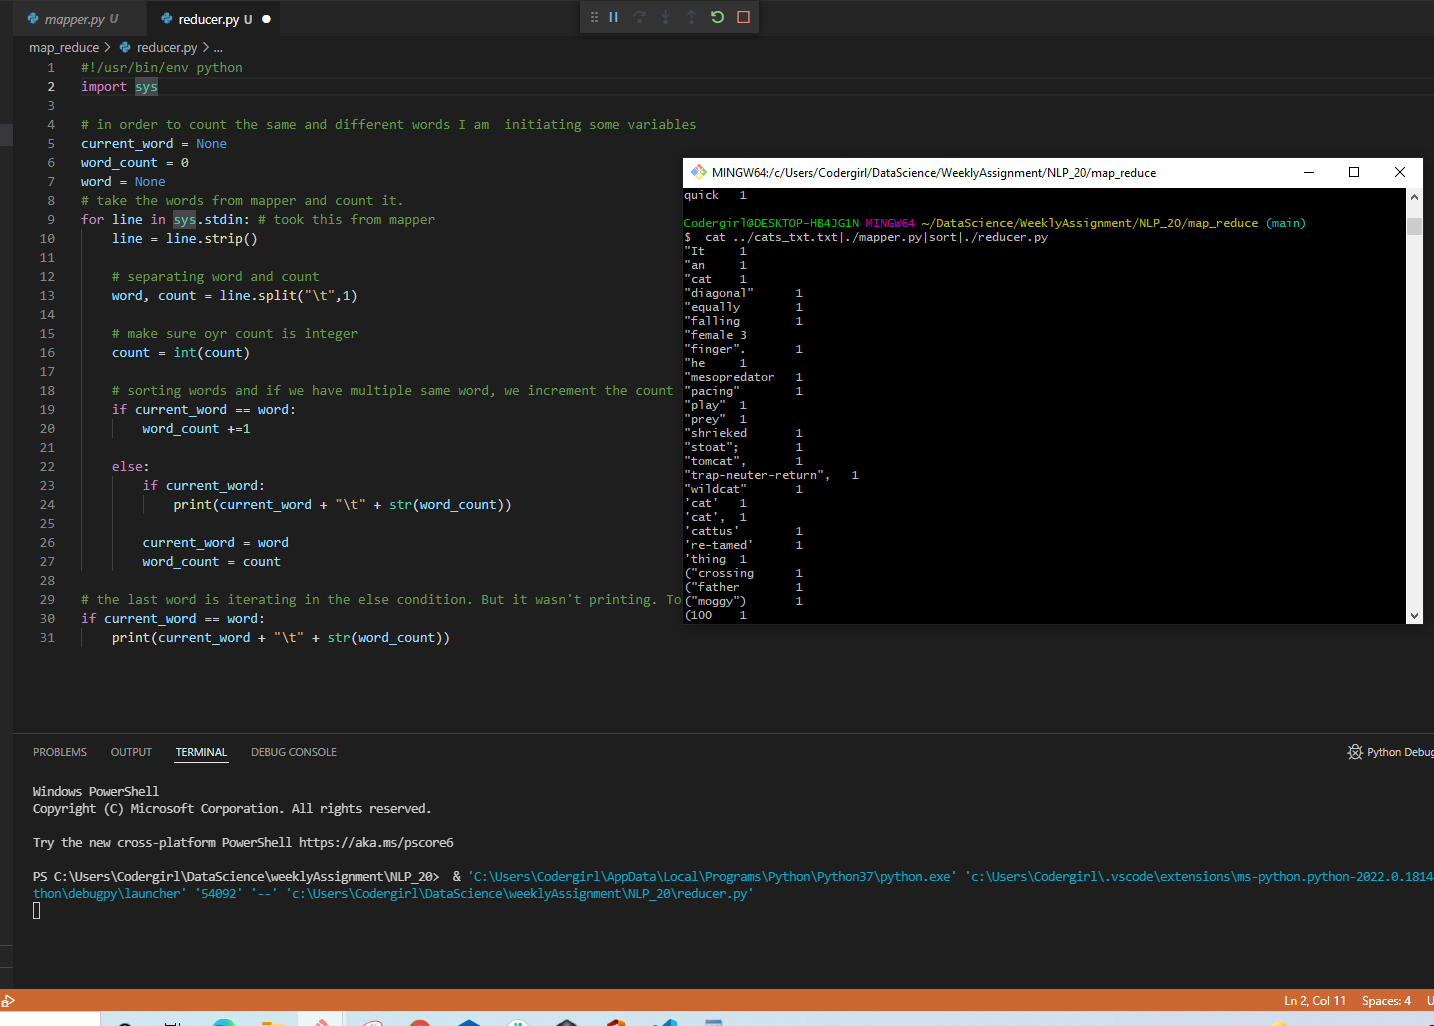 mapper.py U
reducer.py U
map_reduce > reducer.py > ...
1 #!/usr/bin/env python
2 import sys
3
4 # in order to count the same and different words I am  initiating some variables
5 current_word = None
6 word_count = 0
7 word = None
8 # take the words from mapper and count it.
9 for line in sys.stdin: # took this from mapper
10     line = line.strip()
11
12     # separating word and count
13     word, count = line.split("\t",1)
14
15     # make sure oyr count is integer
16     count = int(count)
17
18     # sorting words and if we have multiple same word, we increment the count
19     if current_word == word:
20         word_count +=1
21
22     else:
23         if current_word:
24             print(current_word + "\t" + str(word_count))
25
26         current_word = word
27         word_count = count
28
29 # the last word is iterating in the else condition. But it wasn't printing. To
30 if current_word == word:
31     print(current_word + "\t" + str(word_count))
MINGW64:/c/Users/Codergirl/DataScience/WeeklyAssignment/NLP_20/map_reduce
quick   1
Codergirl@DESKTOP-HB4JG1N MINGW64 ~/DataScience/WeeklyAssignment/NLP_20/map_reduce (main)
$  cat ../cats_txt.txt|./mapper.py|sort|./reducer.py
"It     1
"an     1
"cat    1
"diagonal"      1
"equally        1
"falling        1
"female 3
"finger".       1
"he     1
"mesopredator   1
"pacing"        1
"play"  1
"prey"  1
"shrieked       1
"stoat";        1
"tomcat",       1
"trap-neuter-return",   1
"wildcat"       1
'cat'   1
'cat',  1
'cattus'        1
're-tamed'      1
'thing  1
("crossing      1
("father        1
("moggy")       1
(100    1
PROBLEMS OUTPUT TERMINAL DEBUG CONSOLE
Python Debug
Windows PowerShell
Copyright (C) Microsoft Corporation. All rights reserved.
Try the new cross-platform PowerShell https://aka.ms/pscore6
PS C:\Users\Codergirl\DataScience\weeklyAssignment\NLP_20>  & 'C:\Users\Codergirl\AppData\Local\Programs\Python\Python37\python.exe' 'c:\Users\Codergirl\.vscode\extensions\ms-python.python-2022.0.1814
thon\debugpy\launcher' '54092' '--' 'c:\Users\Codergirl\DataScience\weeklyAssignment\NLP_20\reducer.py'
Ln 2, Col 11 Spaces: 4 U